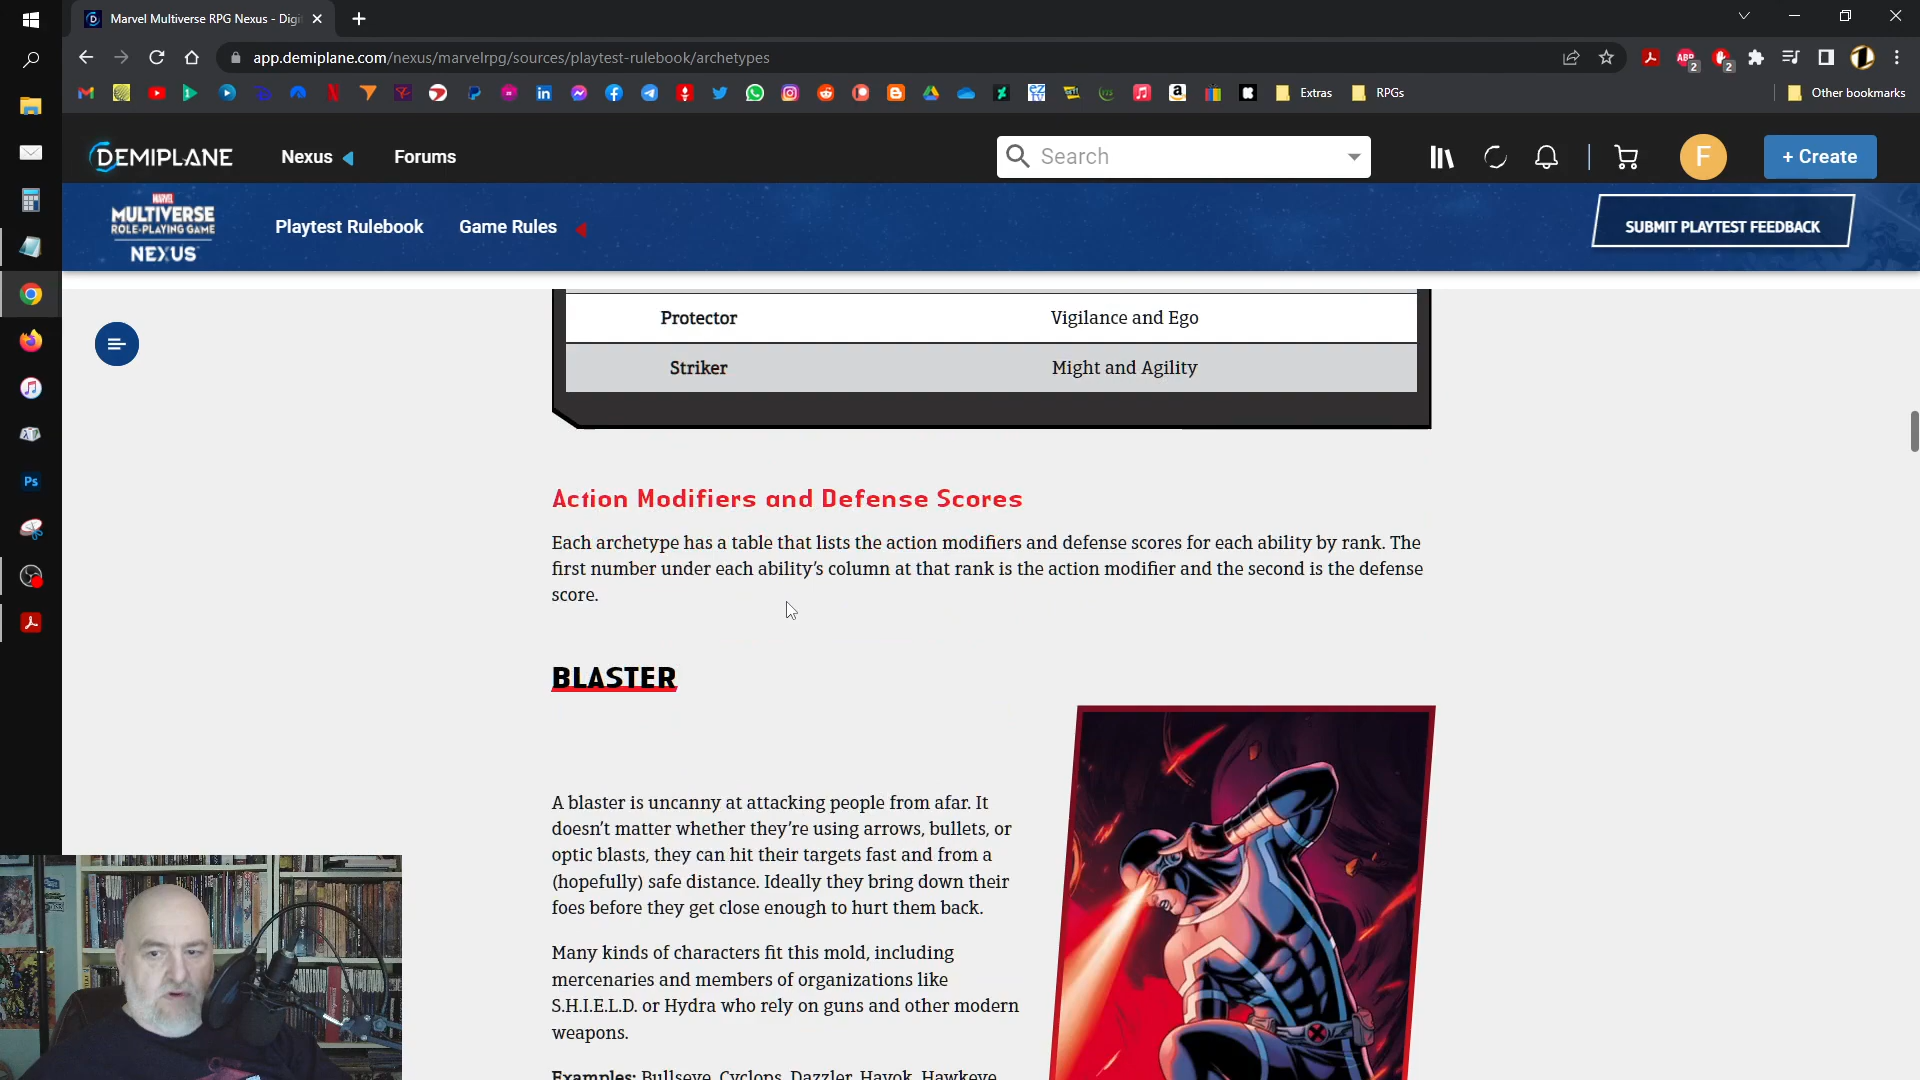 Marvel Multiverse RPG Nexus - Digi
app.demiplane.com/nexus/marvelrpg/sources/playtest-rulebook/archetypes
Extras
RPGs
Other bookmarks
DEMIPLANE
Nexus
Forums
Search
F
+ Create
MARVEL
MULTIVERSE
ROLE-PLAYING GAME
NEXUS
Playtest Rulebook
Game Rules
SUBMIT PLAYTEST FEEDBACK
Protector Vigilance and Ego
Striker Might and Agility
Action Modifiers and Defense Scores
Each archetype has a table that lists the action modifiers and defense scores for each ability by rank. The
first number under each ability’s column at that rank is the action modifier and the second is the defense
score.
BLASTER
A blaster is uncanny at attacking people from afar. It
doesn’t matter whether they’re using arrows, bullets, or
optic blasts, they can hit their targets fast and from a
(hopefully) safe distance. Ideally they bring down their
foes before they get close enough to hurt them back.
Many kinds of characters fit this mold, including
mercenaries and members of organizations like
S.H.I.E.L.D. or Hydra who rely on guns and other modern
weapons.
Examples: Bullseye, Cyclops, Dazzler, Havok, Hawkeye,